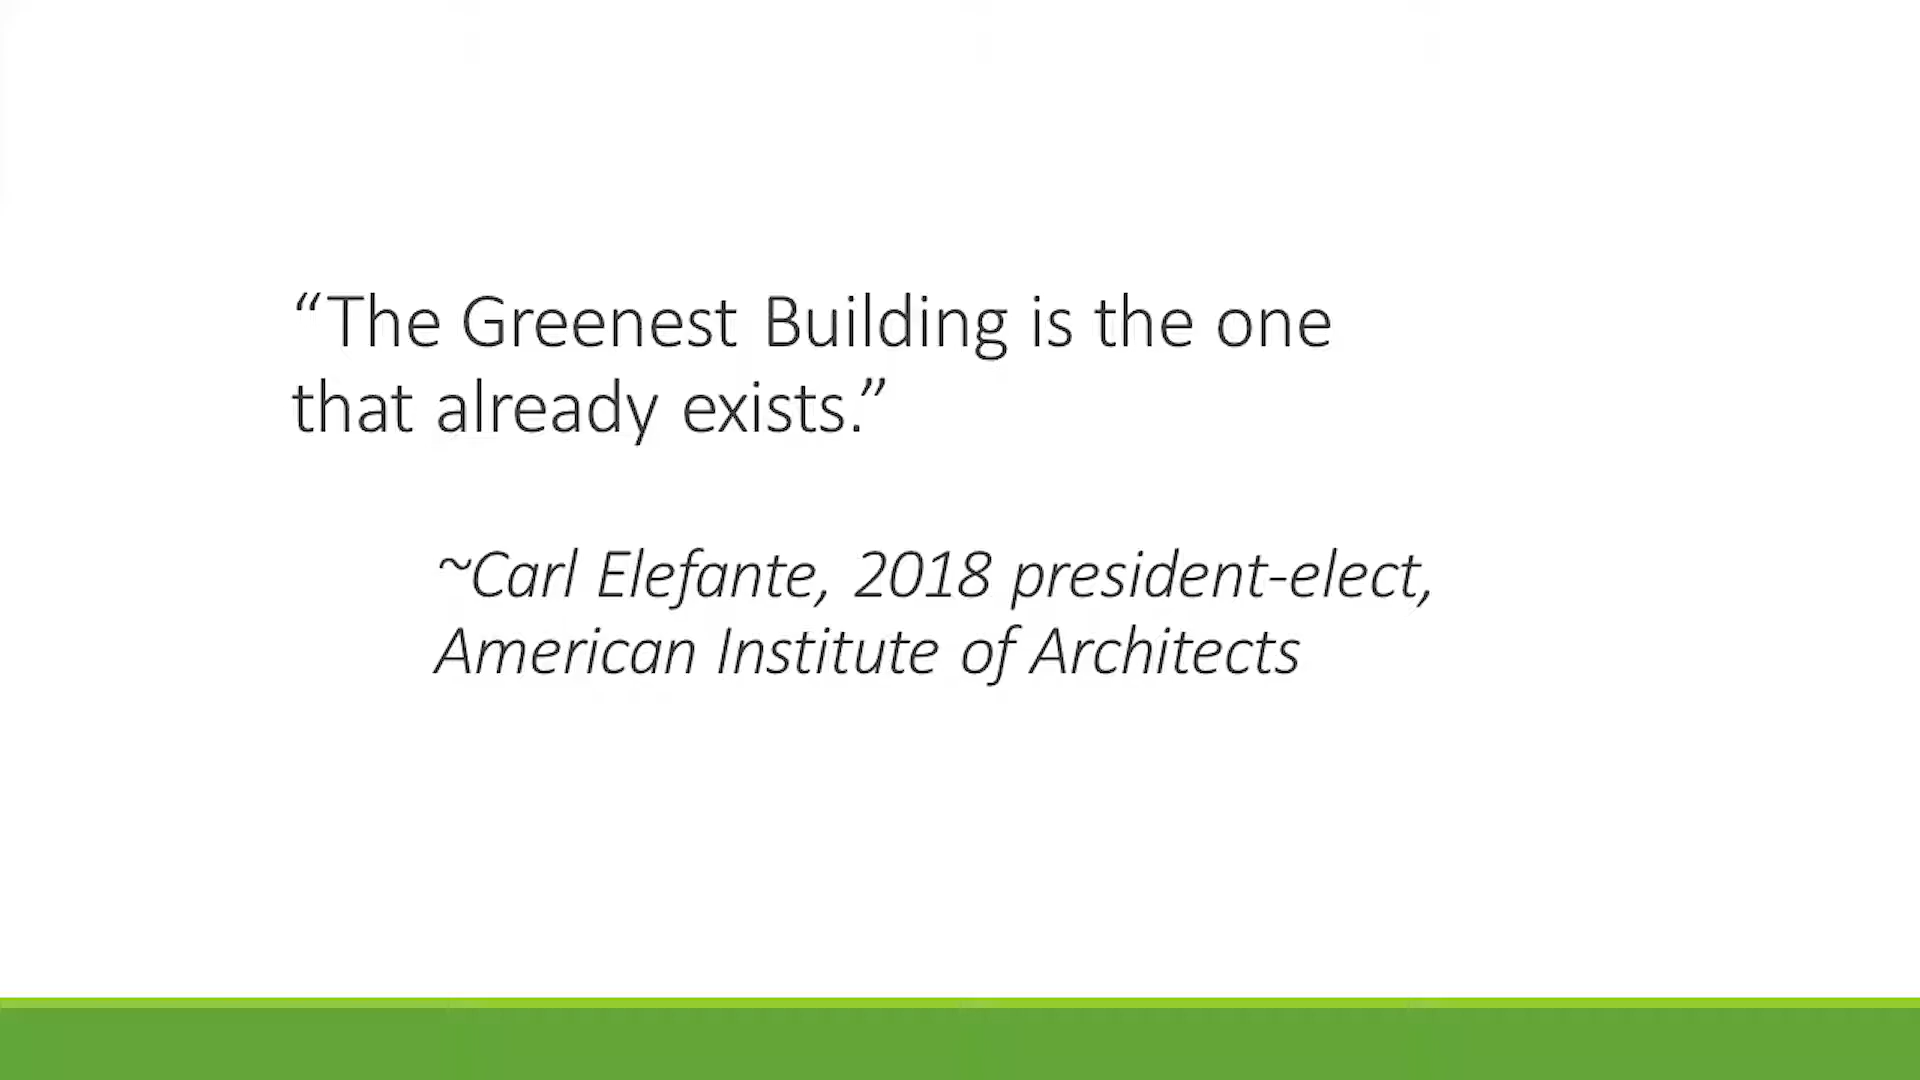 “The Greenest Building is the one
that already exists.”
~Carl Elefante, 2018 president-elect,
American Institute of Architects